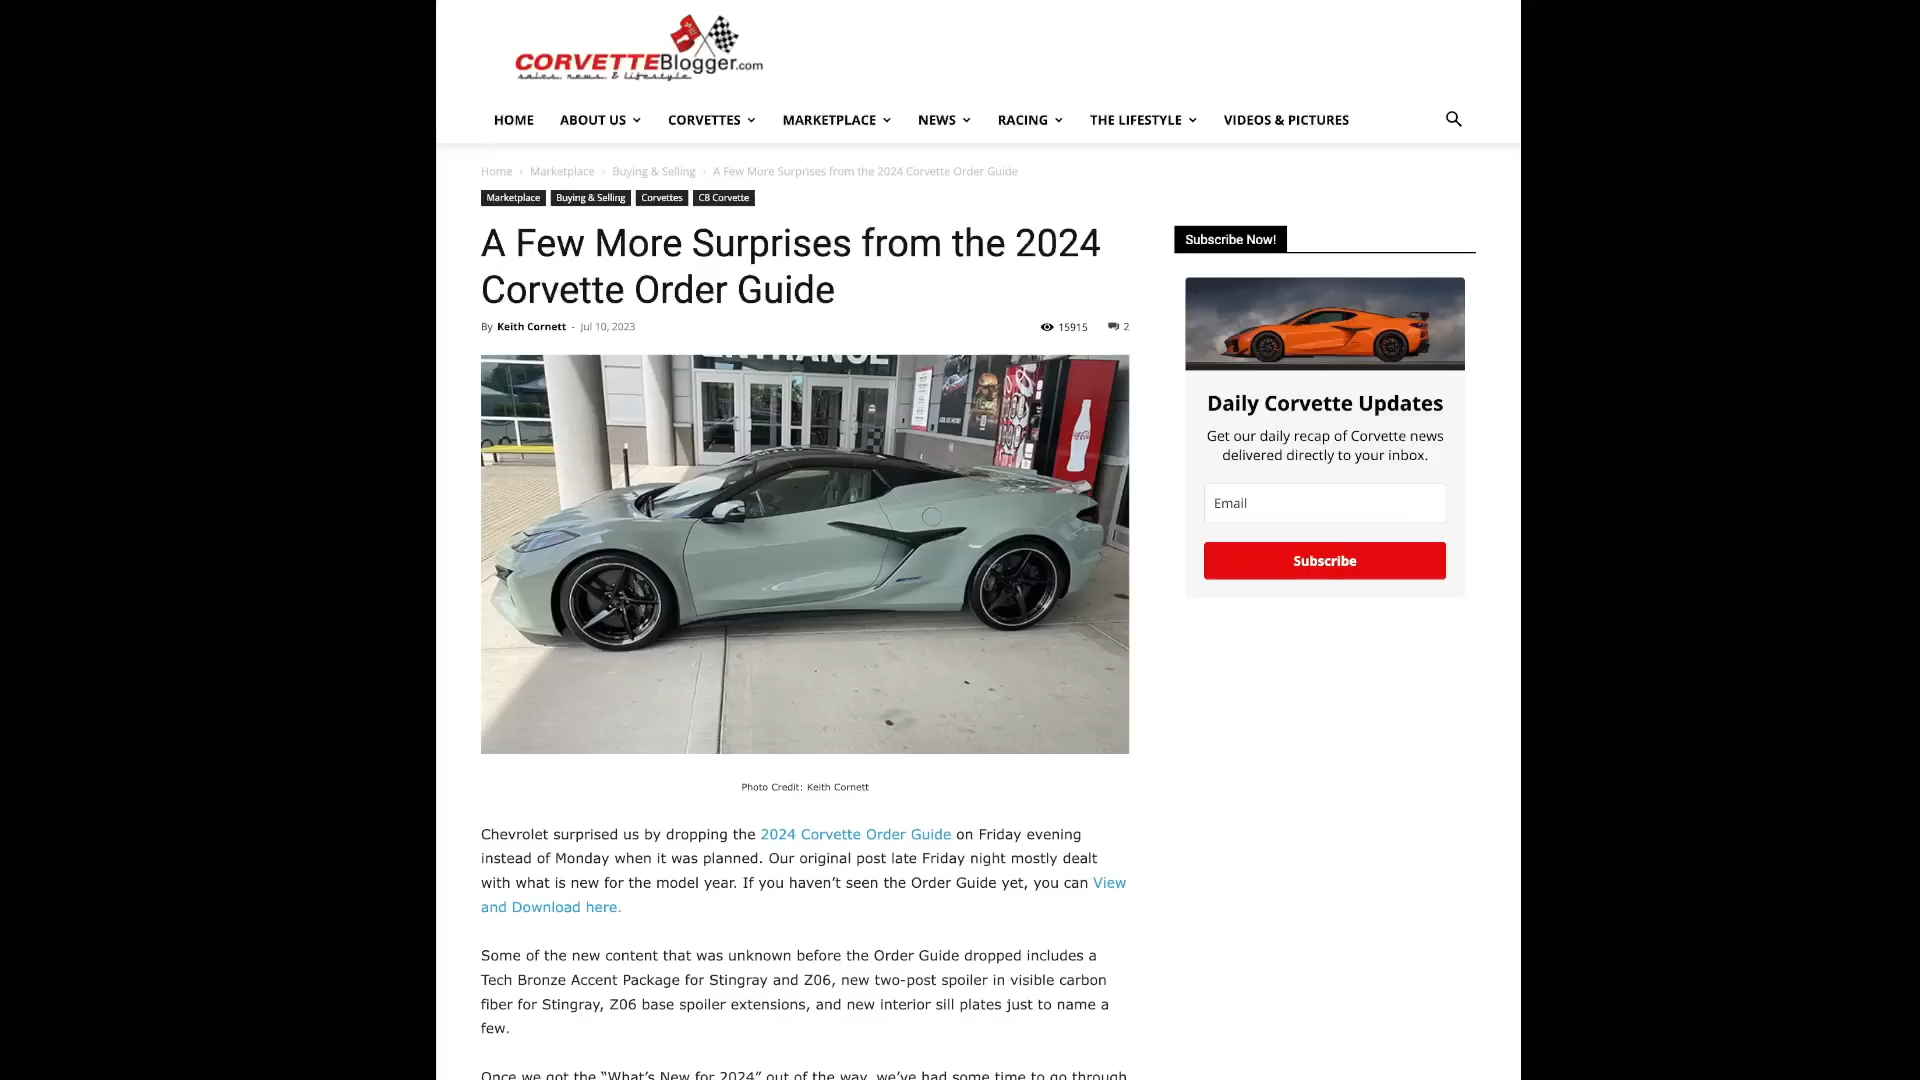 CORVETTEBlogger.com
sales, news & lifestyle
HOME ABOUT US CORVETTES MARKETPLACE NEWS RACING THE LIFESTYLE VIDEOS & PICTURES
Home › Marketplace › Buying & Selling › A Few More Surprises from the 2024 Corvette Order Guide
Marketplace Buying & Selling Corvettes C8 Corvette
A Few More Surprises from the 2024
Corvette Order Guide
By Keith Cornett - Jul 10, 2023 15915 2
ENTRANCE
Coca-Cola
Photo Credit: Keith Cornett
Chevrolet surprised us by dropping the 2024 Corvette Order Guide on Friday evening
instead of Monday when it was planned. Our original post late Friday night mostly dealt
with what is new for the model year. If you haven’t seen the Order Guide yet, you can View
and Download here.
Some of the new content that was unknown before the Order Guide dropped includes a
Tech Bronze Accent Package for Stingray and Z06, new two-post spoiler in visible carbon
fiber for Stingray, Z06 base spoiler extensions, and new interior sill plates just to name a
few.
Once we got the “What’s New for 2024” out of the way, we’ve had some time to go through
Subscribe Now!
Daily Corvette Updates
Get our daily recap of Corvette news
delivered directly to your inbox.
Email
Subscribe